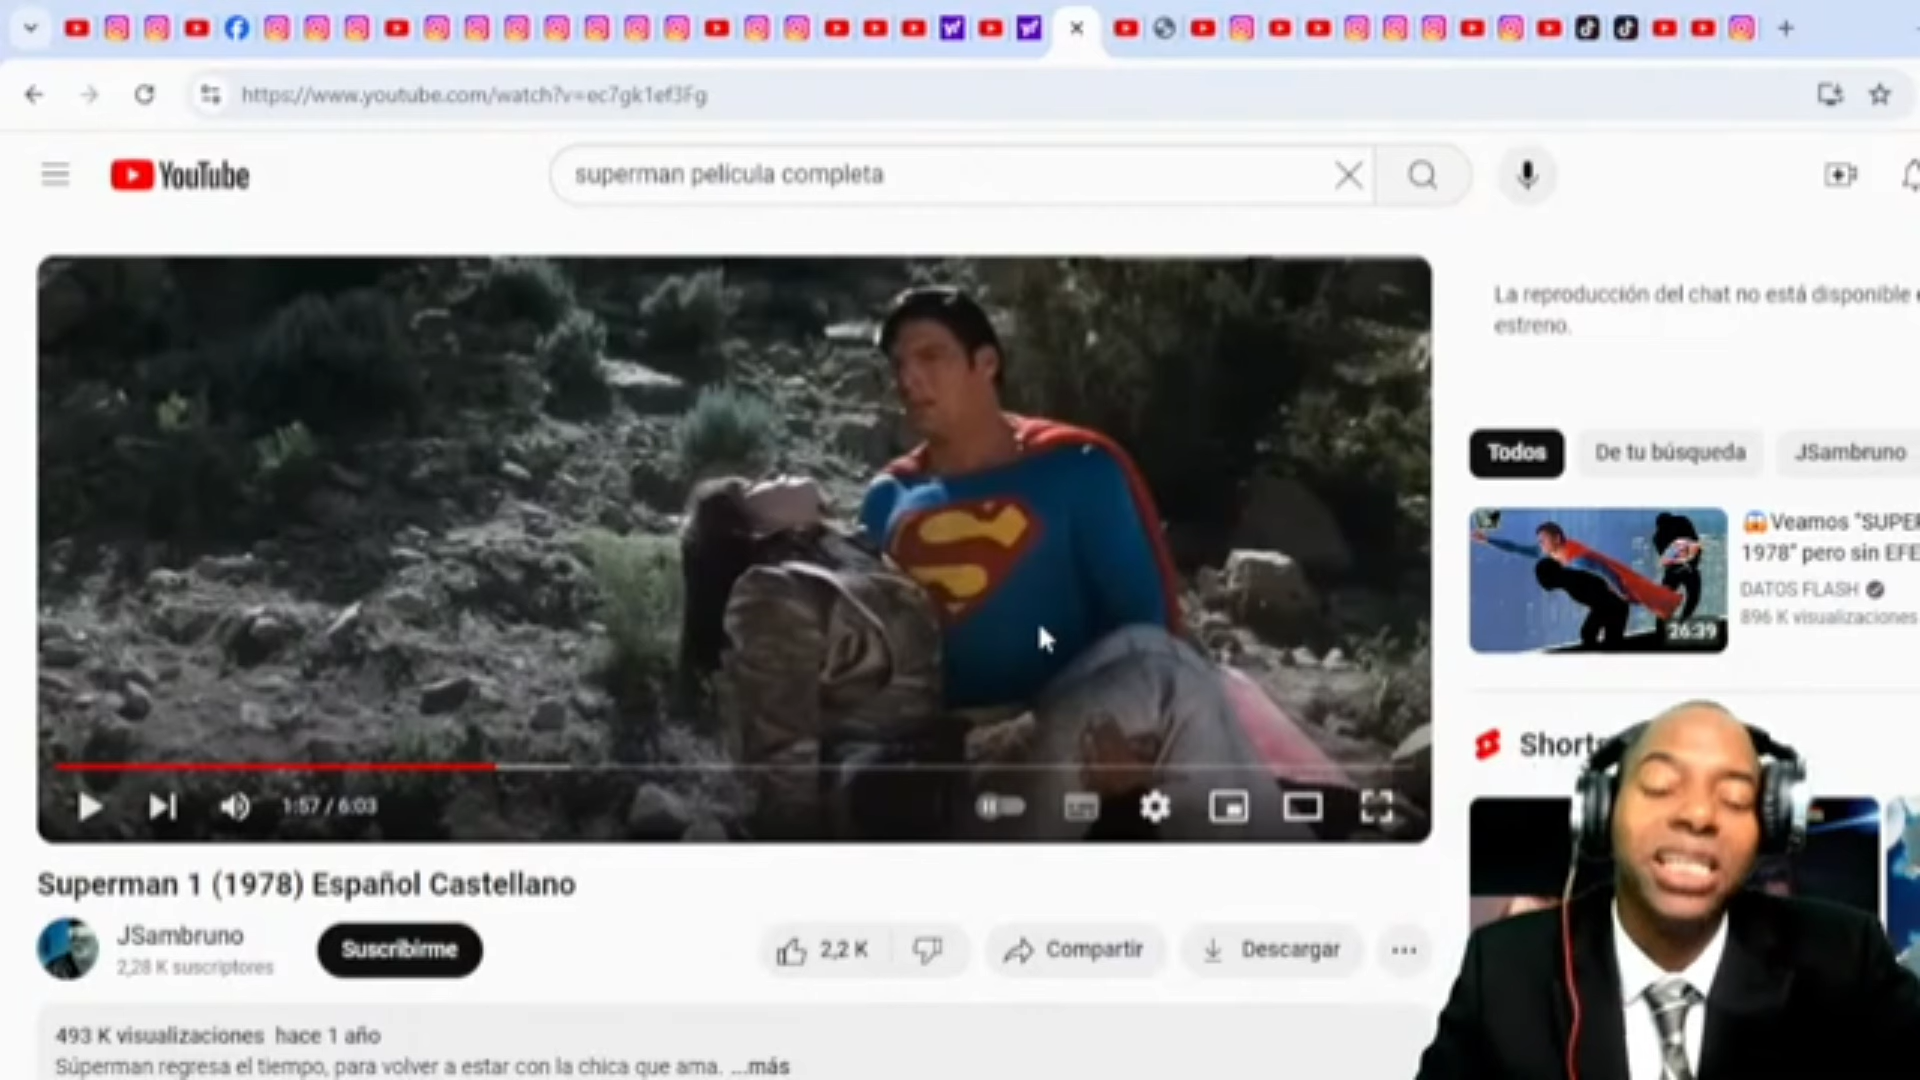 https://www.youtube.com/watch?v=ec7gk1ef3Fg
YouTube
superman pelicula completa
La reproducción del chat no está disponible
estreno.
Todos
De tu búsqueda
JSambruno
S
1:57 / 6:03
😱Veamos "SUPE
1978" pero sin EFE
DATOS FLASH
896 K visualizaciones
26:39
Shorts
Superman 1 (1978) Español Castellano
JSambruno
2,28 K suscriptores
Suscribirme
2,2 K
Compartir
Descargar
493 K visualizaciones hace 1 año
Súperman regresa el tiempo, para volver a estar con la chica que ama. ...más